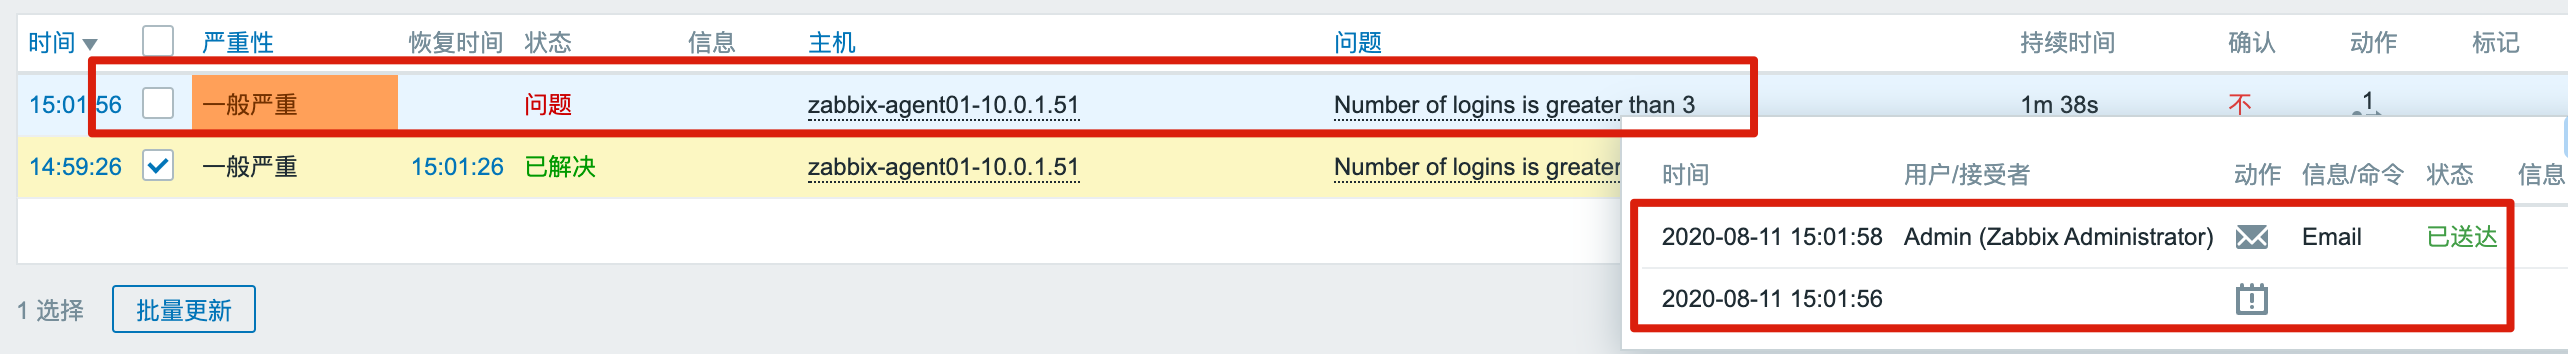 时间 严重性 恢复时间 状态 信息 主机 问题 持续时间 确认 动作 标记
15:01:56 一般严重 问题 zabbix-agent01-10.0.1.51 Number of logins is greater than 3 1m 38s 不 1
14:59:26 一般严重 15:01:26 已解决 zabbix-agent01-10.0.1.51 Number of logins is greater
时间 用户/接受者 动作 信息/命令 状态 信息
2020-08-11 15:01:58 Admin (Zabbix Administrator) Email 已送达
2020-08-11 15:01:56
1 选择 批量更新